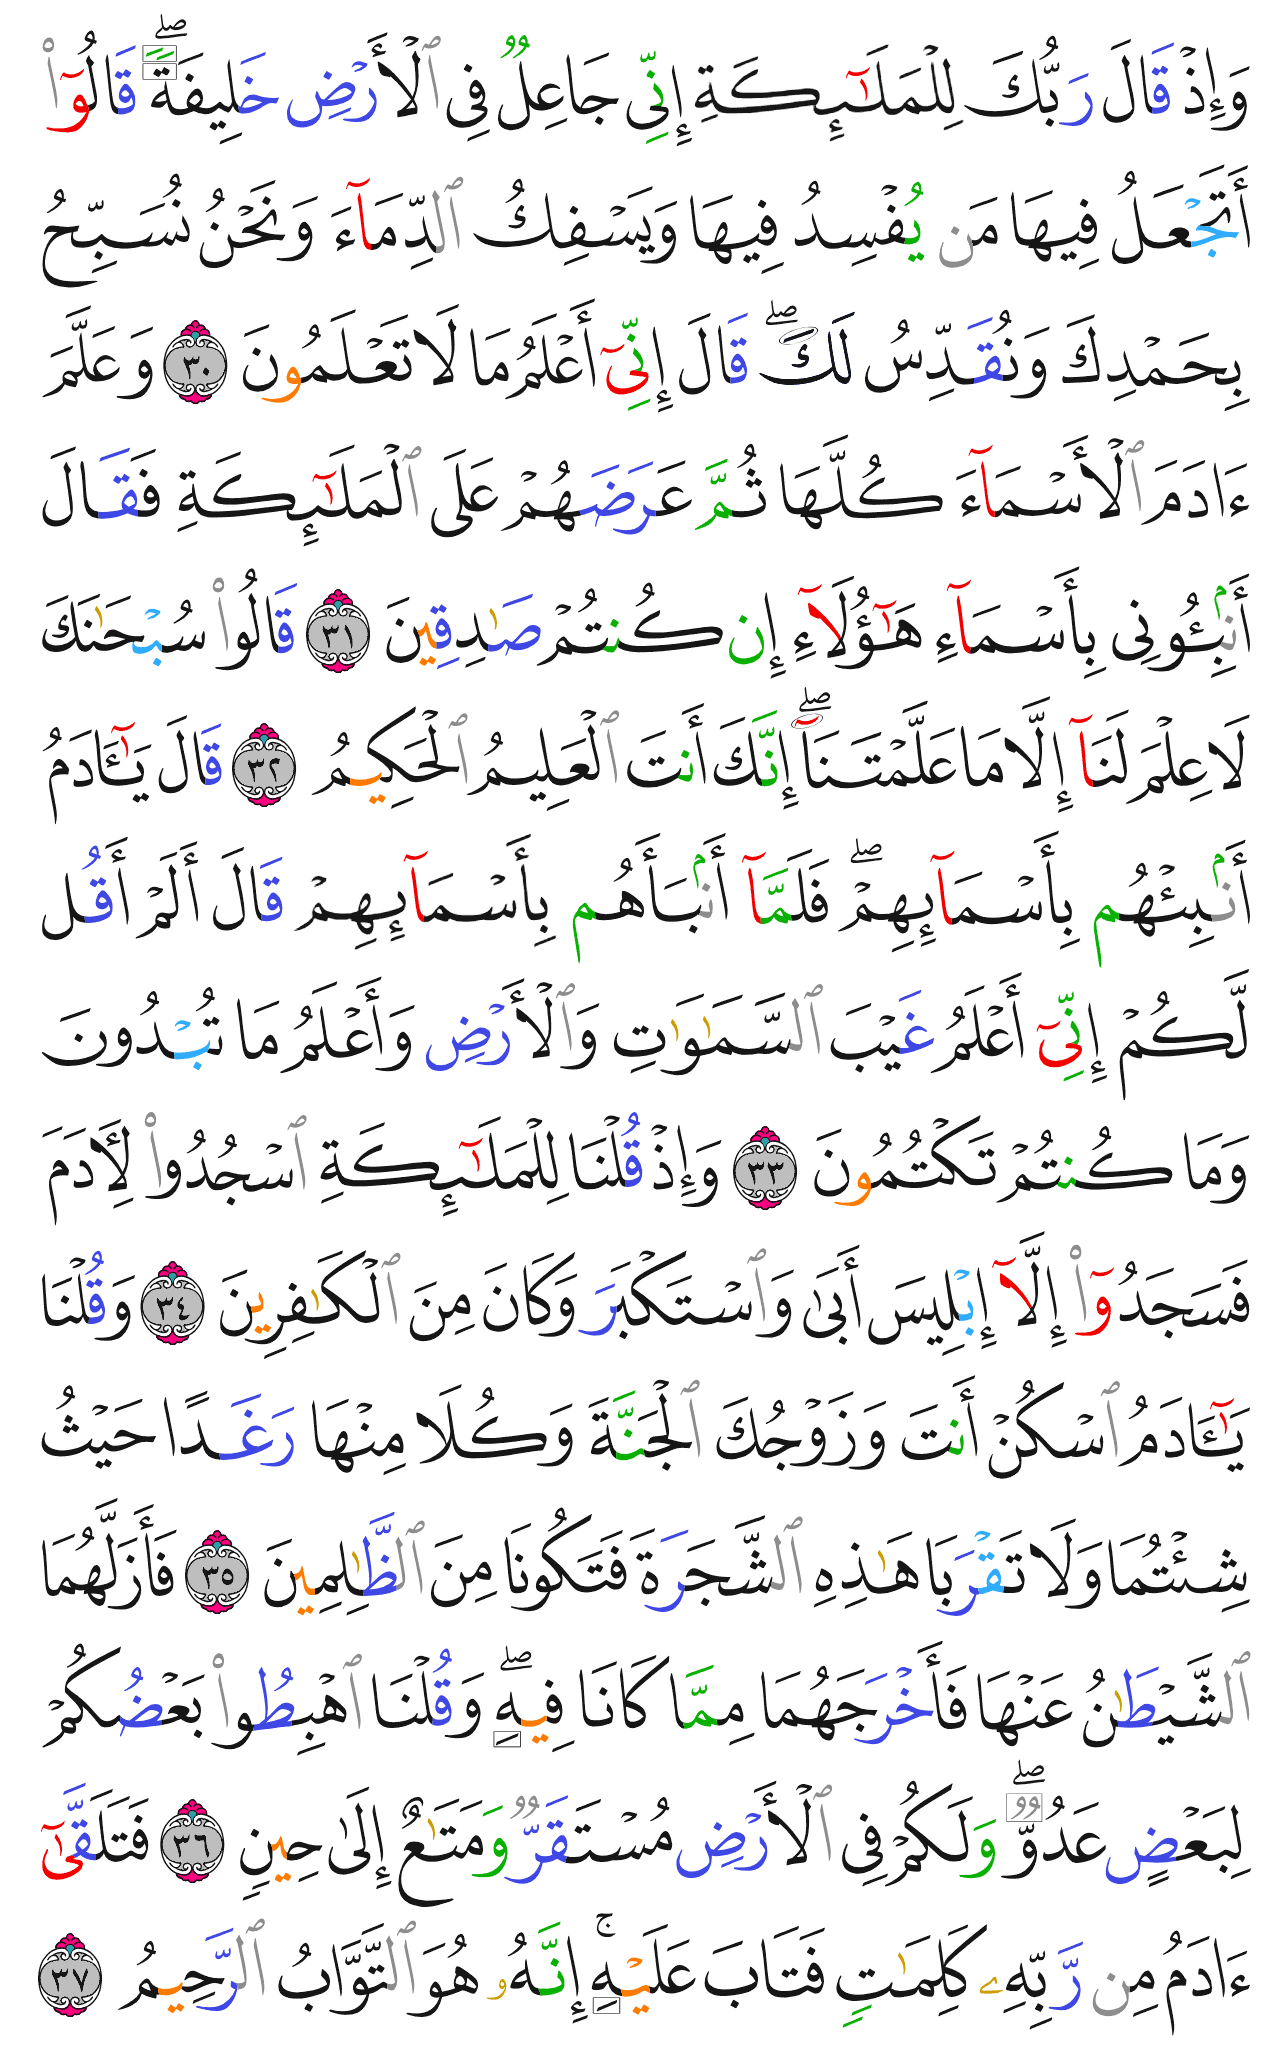 وَإِذۡ قَالَ رَبُّكَ لِلۡمَلَـٰٓئِكَةِ إِنِّي جَاعِلٞ فِي ٱلۡأَرۡضِ خَلِيفَةٗۖ قَالُوٓاْ
أَتَجۡعَلُ فِيهَا مَن يُفۡسِدُ فِيهَا وَيَسۡفِكُ ٱلدِّمَآءَ وَنَحۡنُ نُسَبِّحُ
بِحَمۡدِكَ وَنُقَدِّسُ لَكَۖ قَالَ إِنِّيٓ أَعۡلَمُ مَا لَا تَعۡلَمُونَ ٣٠ وَعَلَّمَ
ءَادَمَ ٱلۡأَسۡمَآءَ كُلَّهَا ثُمَّ عَرَضَهُمۡ عَلَى ٱلۡمَلَـٰٓئِكَةِ فَقَالَ
أَنۢبِـُٔونِي بِأَسۡمَآءِ هَـٰٓؤُلَآءِ إِن كُنتُمۡ صَٰدِقِينَ ٣١ قَالُواْ سُبۡحَٰنَكَ
لَا عِلۡمَ لَنَآ إِلَّا مَا عَلَّمۡتَنَآۖ إِنَّكَ أَنتَ ٱلۡعَلِيمُ ٱلۡحَكِيمُ ٣٢ قَالَ يَـٰٓـَٔادَمُ
أَنۢبِئۡهُم بِأَسۡمَآئِهِمۡۖ فَلَمَّآ أَنۢبَأَهُم بِأَسۡمَآئِهِمۡ قَالَ أَلَمۡ أَقُل
لَّكُمۡ إِنِّيٓ أَعۡلَمُ غَيۡبَ ٱلسَّمَٰوَٰتِ وَٱلۡأَرۡضِ وَأَعۡلَمُ مَا تُبۡدُونَ
وَمَا كُنتُمۡ تَكۡتُمُونَ ٣٣ وَإِذۡ قُلۡنَا لِلۡمَلَـٰٓئِكَةِ ٱسۡجُدُواْ لِأٓدَمَ
فَسَجَدُوٓاْ إِلَّآ إِبۡلِيسَ أَبَىٰ وَٱسۡتَكۡبَرَ وَكَانَ مِنَ ٱلۡكَٰفِرِينَ ٣٤ وَقُلۡنَا
يَـٰٓـَٔادَمُ ٱسۡكُنۡ أَنتَ وَزَوۡجُكَ ٱلۡجَنَّةَ وَكُلَا مِنۡهَا رَغَدًا حَيۡثُ
شِئۡتُمَا وَلَا تَقۡرَبَا هَٰذِهِ ٱلشَّجَرَةَ فَتَكُونَا مِنَ ٱلظَّٰلِمِينَ ٣٥ فَأَزَلَّهُمَا
ٱلشَّيۡطَٰنُ عَنۡهَا فَأَخۡرَجَهُمَا مِمَّا كَانَا فِيهِۖ وَقُلۡنَا ٱهۡبِطُواْ بَعۡضُكُمۡ
لِبَعۡضٍ عَدُوّٞۖ وَلَكُمۡ فِي ٱلۡأَرۡضِ مُسۡتَقَرّٞ وَمَتَٰعٌ إِلَىٰ حِينٖ ٣٦ فَتَلَقَّىٰٓ
ءَادَمُ مِن رَّبِّهِۦ كَلِمَٰتٖ فَتَابَ عَلَيۡهِۚ إِنَّهُۥ هُوَ ٱلتَّوَّابُ ٱلرَّحِيمُ ٣٧